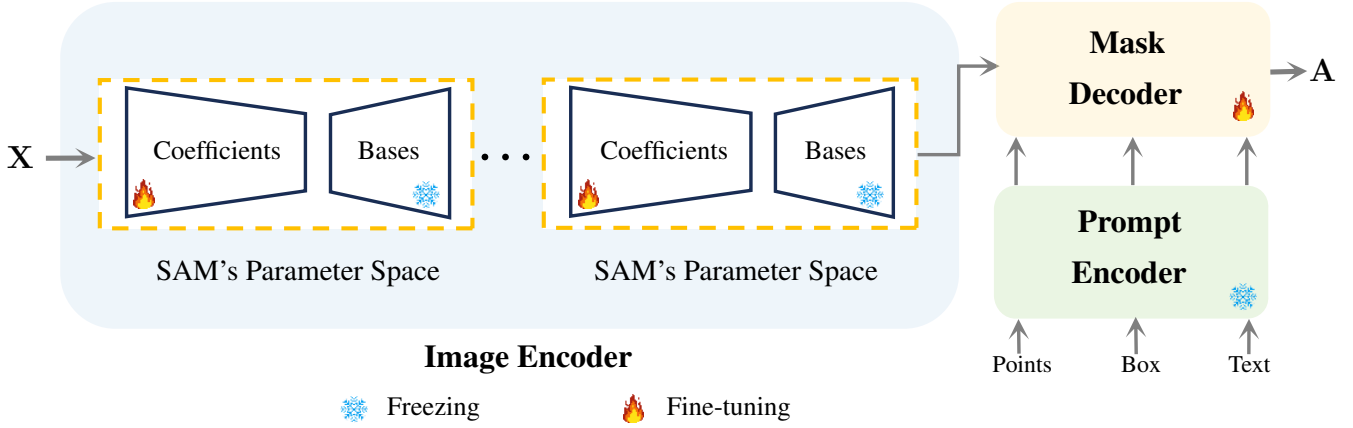 X
Coefficients
Bases
SAM's Parameter Space
...
Coefficients
Bases
SAM's Parameter Space
Image Encoder
Mask
Decoder
A
Prompt
Encoder
Points
Box
Text
Freezing
Fine-tuning